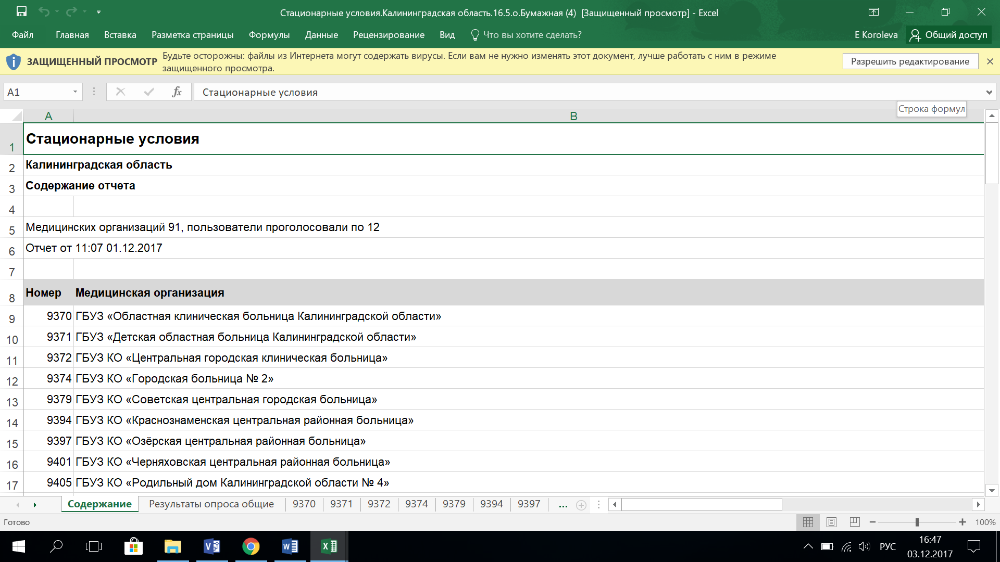 Стационарные условия.Калининградская область.16.5.о.Бумажная (4) [Защищенный просмотр] - Excel
Файл Главная Вставка Разметка страницы Формулы Данные Рецензирование Вид Что вы хотите сделать? E Koroleva Общий доступ
ЗАЩИЩЕННЫЙ ПРОСМОТР Будьте осторожны: файлы из Интернета могут содержать вирусы. Если вам не нужно изменять этот документ, лучше работать с ним в режиме
защищенного просмотра.
Разрешить редактирование
A1 fx Стационарные условия
Строка формул
A B
1 Стационарные условия
2 Калининградская область
3 Содержание отчета
4
5 Медицинских организаций 91, пользователи проголосовали по 12
6 Отчет от 11:07 01.12.2017
7
8 Номер Медицинская организация
9 9370 ГБУЗ «Областная клиническая больница Калининградской области»
10 9371 ГБУЗ «Детская областная больница Калининградской области»
11 9372 ГБУЗ КО «Центральная городская клиническая больница»
12 9374 ГБУЗ КО «Городская больница № 2»
13 9379 ГБУЗ КО «Советская центральная городская больница»
14 9394 ГБУЗ КО «Краснознаменская центральная районная больница»
15 9397 ГБУЗ КО «Озёрская центральная районная больница»
16 9401 ГБУЗ КО «Черняховская центральная районная больница»
17 9405 ГБУЗ КО «Родильный дом Калининградской области № 4»
Содержание Результаты опроса общие 9370 9371 9372 9374 9379 9394 9397 ...
Готово 100%
РУС 16:47
03.12.2017